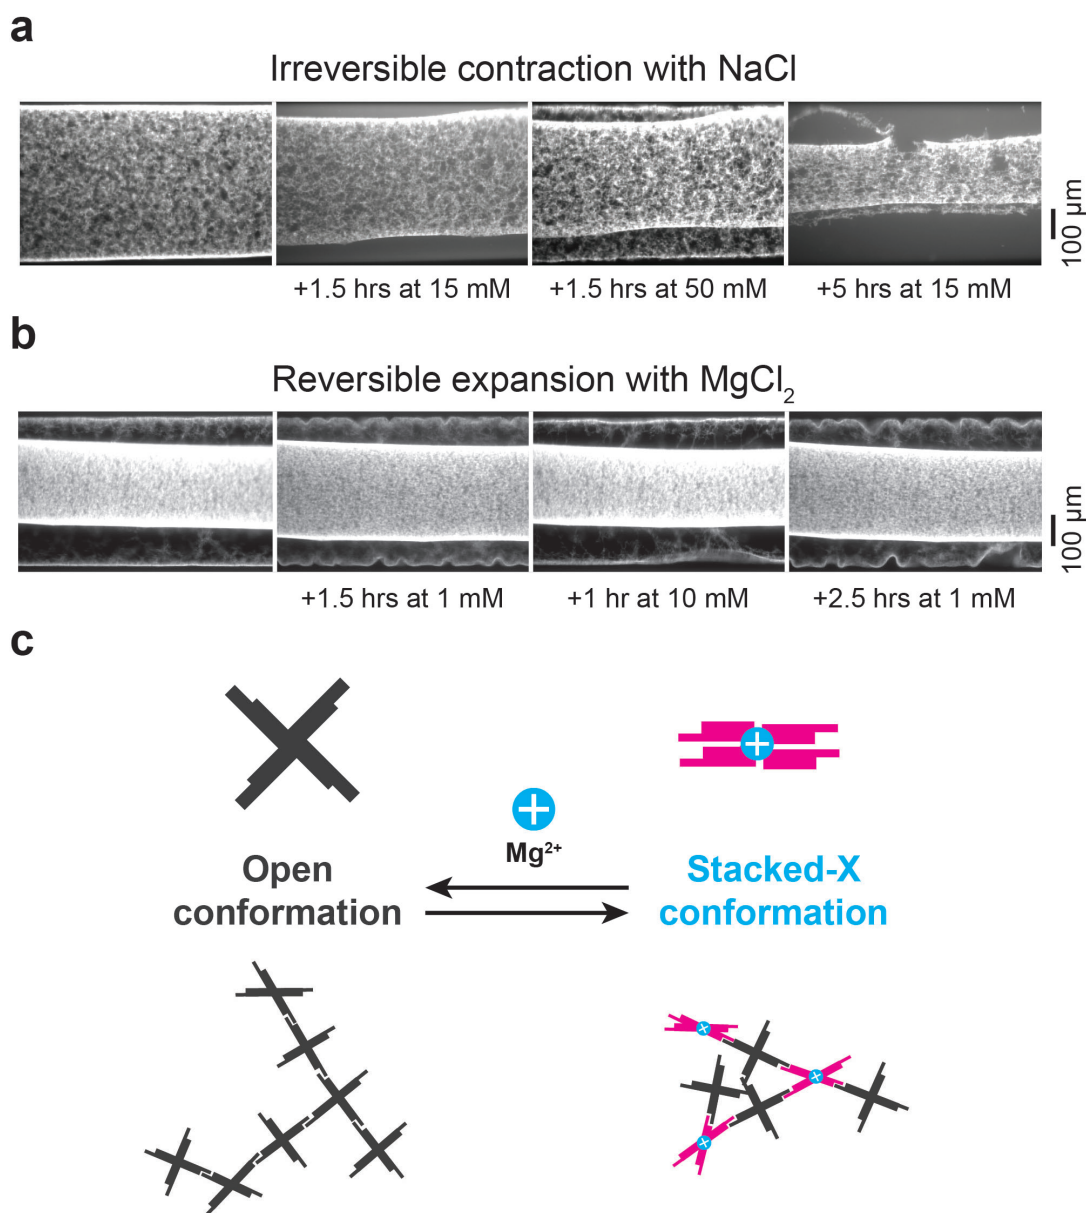 a
Irreversible contraction with NaCl
+1.5 hrs at 15 mM
+1.5 hrs at 50 mM
+5 hrs at 15 mM
100 µm
b
Reversible expansion with MgCl₂
+1.5 hrs at 1 mM
+1 hr at 10 mM
+2.5 hrs at 1 mM
100 µm
c
+
+
Mg²⁺
Open
conformation
Stacked-X
conformation
+
+
+